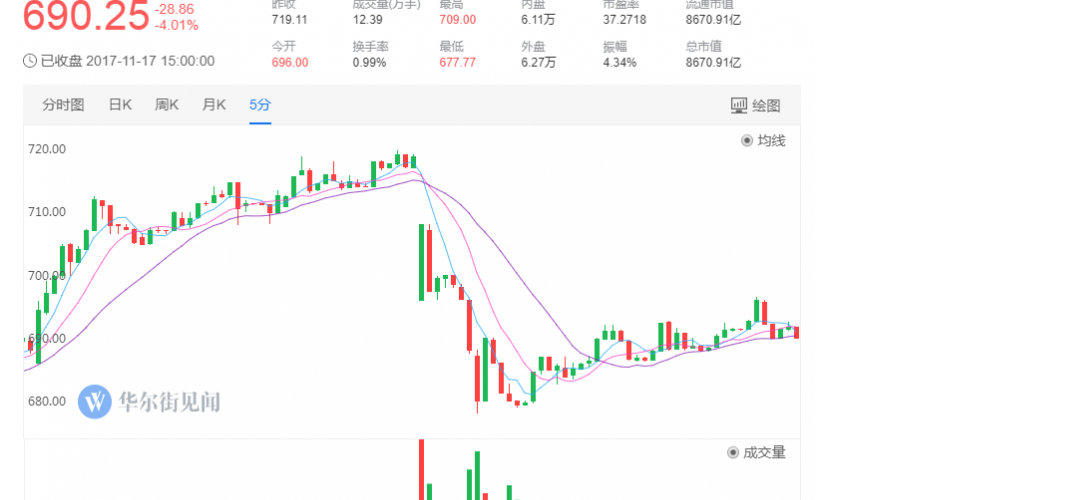 690.25 -28.86
-4.01%
昨收 成交量(万手) 最高 内盘 市盈率 流通市值
719.11 12.39 709.00 6.11万 37.2718 8670.91亿
今开 换手率 最低 外盘 振幅 总市值
696.00 0.99% 677.77 6.27万 4.34% 8670.91亿
已收盘 2017-11-17 15:00:00
分时图 日K 周K 月K 5分 绘图
均线
720.00
710.00
700.00
690.00
680.00
W 华尔街见闻
成交量